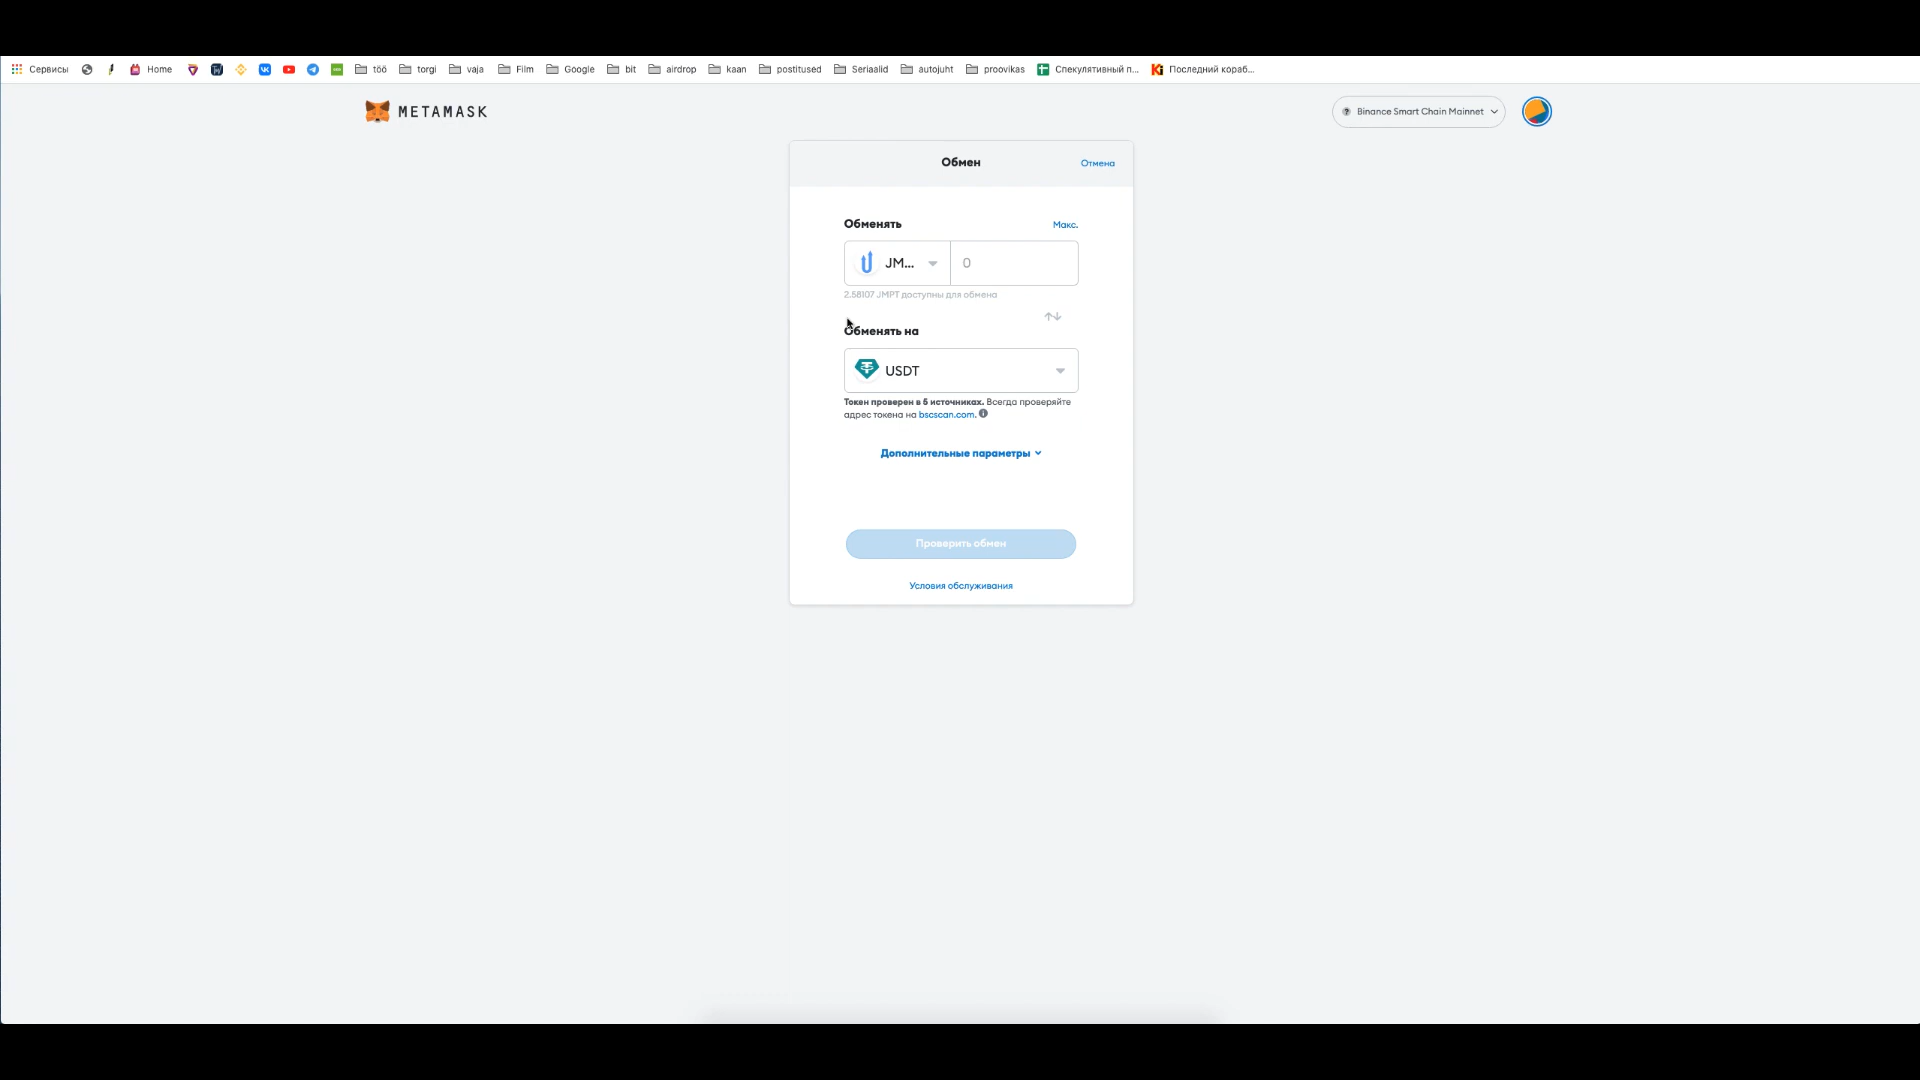 Сервисы Home töö torgi vaja Film Google bit airdrop kaan postitused Seriaalid autojuht proovikas Спекулятивный п... Последний кораб...
METAMASK
Binance Smart Chain Mainnet
Обмен
Отмена
Обменять
Макс.
JM...
0
2.58107 JMPT доступны для обмена
Обменять на
USDT
Токен проверен в 5 источниках. Всегда проверяйте
адрес токена на bscscan.com.
Дополнительные параметры
Проверить обмен
Условия обслуживания